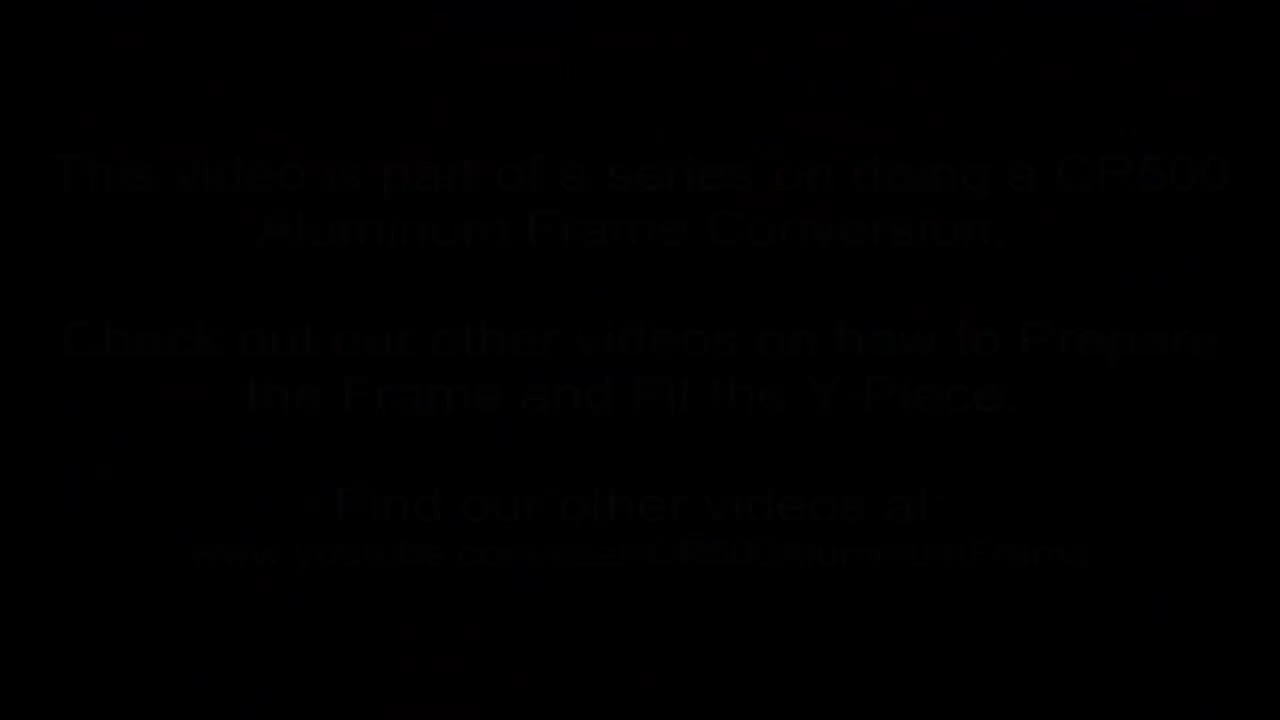 This video is part of a series on doing a CR500
Aluminum Frame Conversion.
Check out our other videos on how to Prepare
the Frame and Fit the Y Piece.
Find our other videos at: